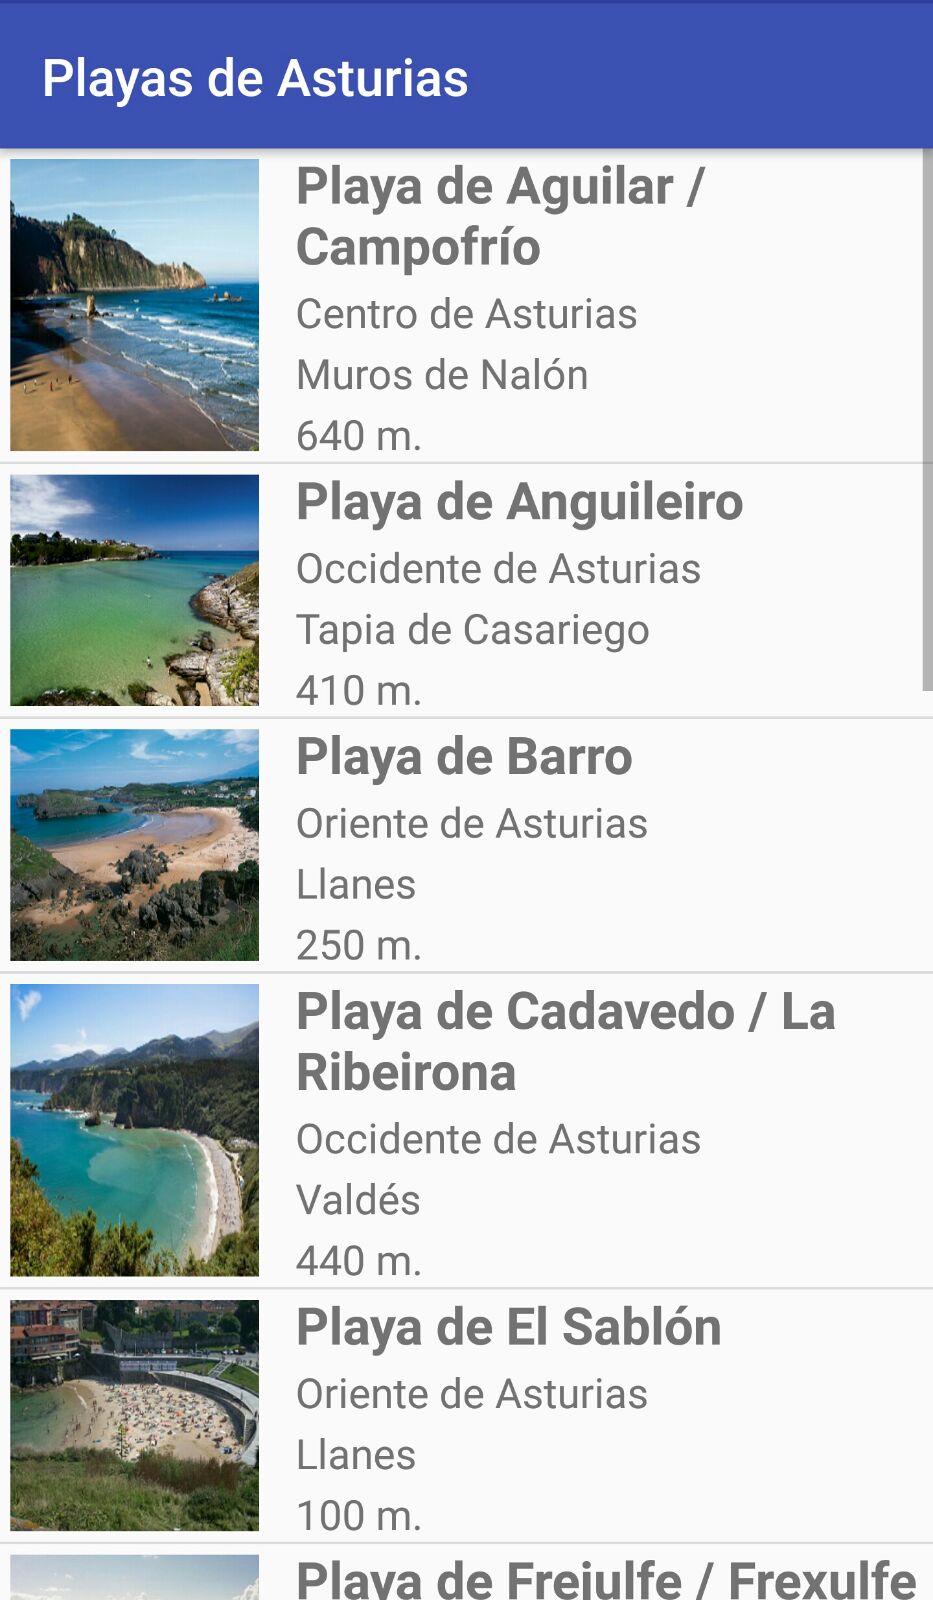 Playas de Asturias
Playa de Aguilar /
Campofrío
Centro de Asturias
Muros de Nalón
640 m.
Playa de Anguileiro
Occidente de Asturias
Tapia de Casariego
410 m.
Playa de Barro
Oriente de Asturias
Llanes
250 m.
Playa de Cadavedo / La
Ribeirona
Occidente de Asturias
Valdés
440 m.
Playa de El Sablón
Oriente de Asturias
Llanes
100 m.
Playa de Frejulfe / Frexulfe